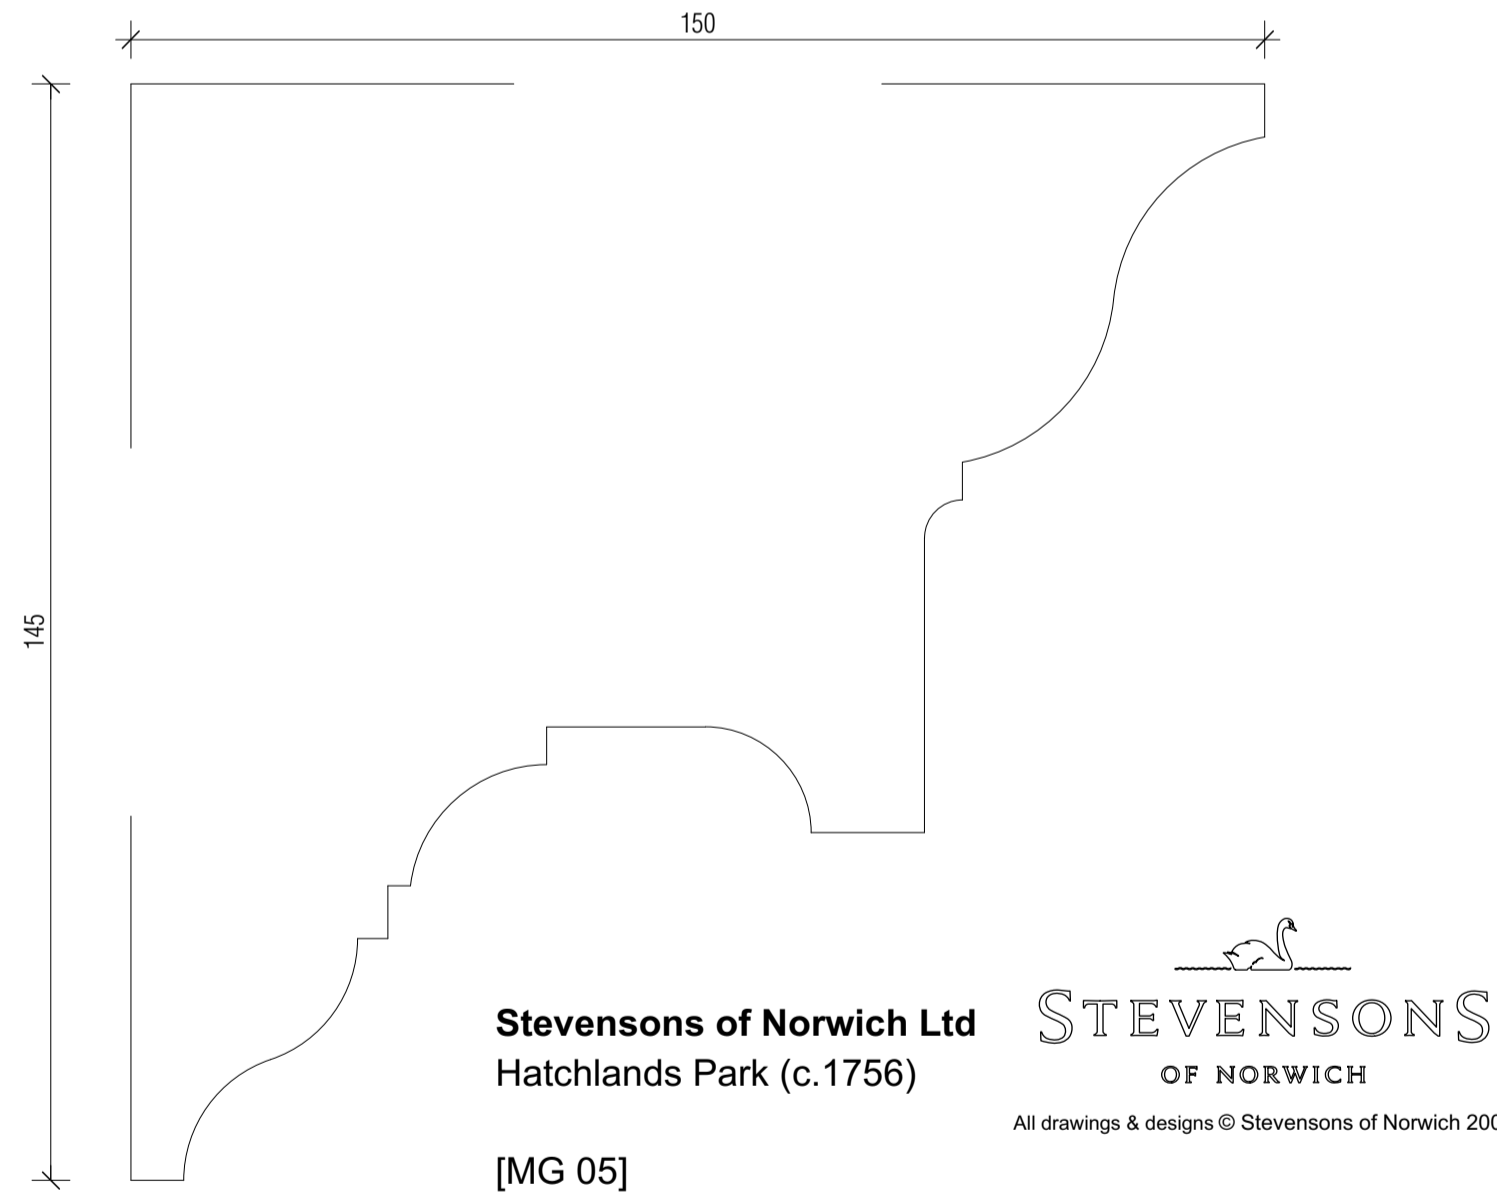 150
145
Stevensons of Norwich Ltd
Hatchlands Park (c.1756)
[MG 05]
STEVENSONS
OF NORWICH
All drawings & designs © Stevensons of Norwich